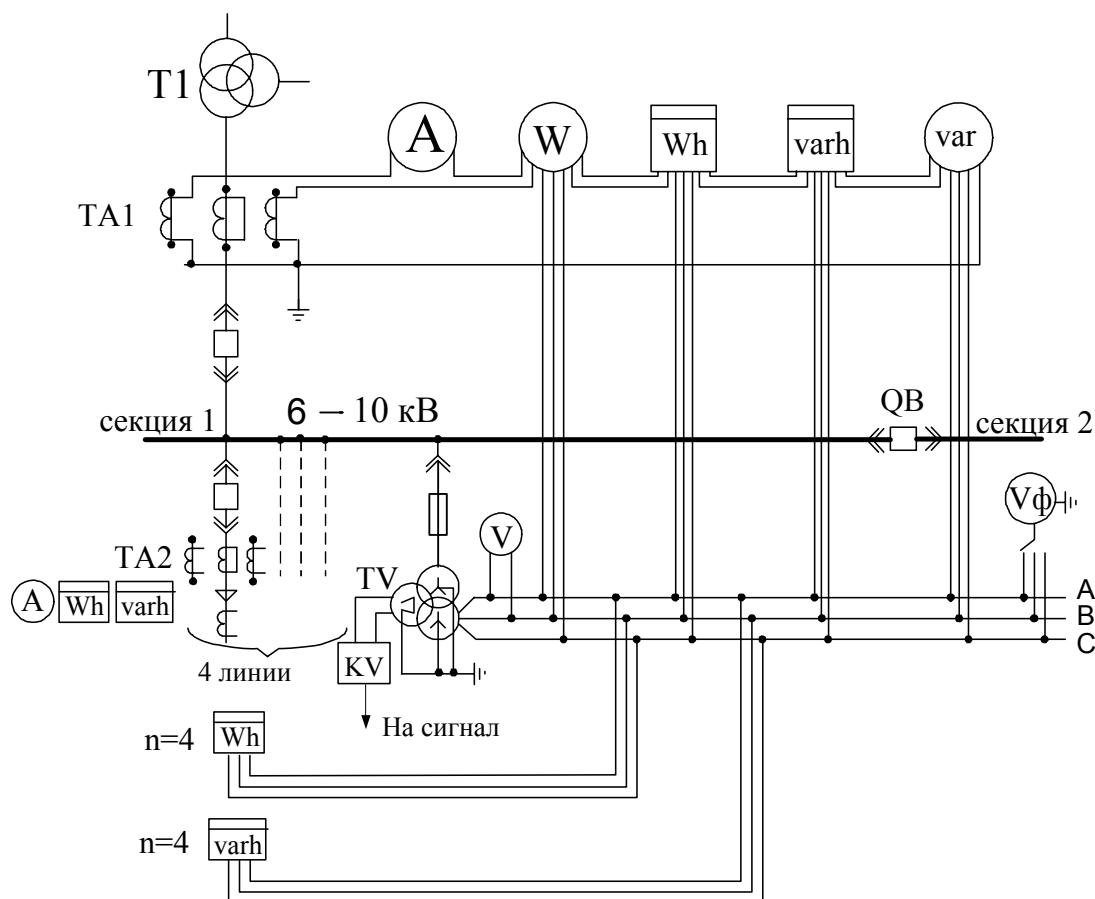 T1
A
W
Wh
varh
var
TA1
секция 1
6 – 10 кВ
QB
секция 2
Vф
V
TA2
TV
A
Wh
varh
A
B
C
KV
4 линии
На сигнал
n=4
Wh
n=4
varh